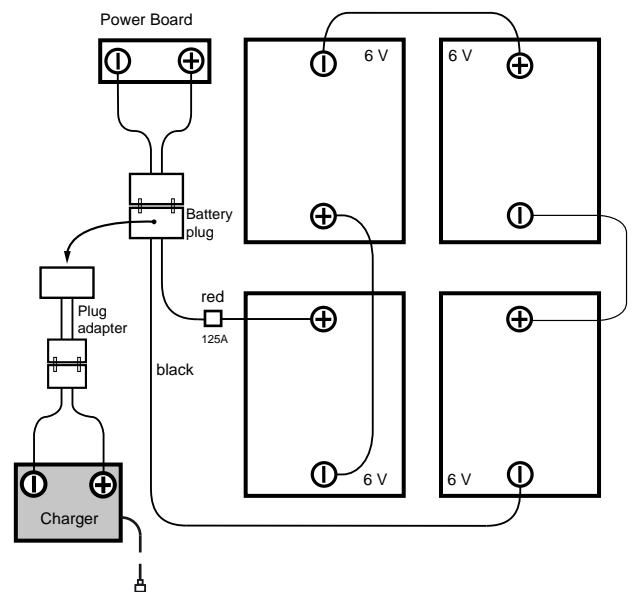 Power Board
6 V
6 V
Battery
plug
Plug
adapter
red
125A
black
6 V
6 V
Charger